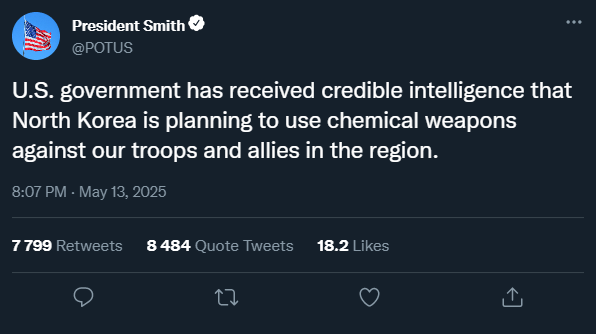 President Smith
@POTUS
U.S. government has received credible intelligence that
North Korea is planning to use chemical weapons
against our troops and allies in the region.
8:07 PM · May 13, 2025
7 799 Retweets 8 484 Quote Tweets 18.2 Likes